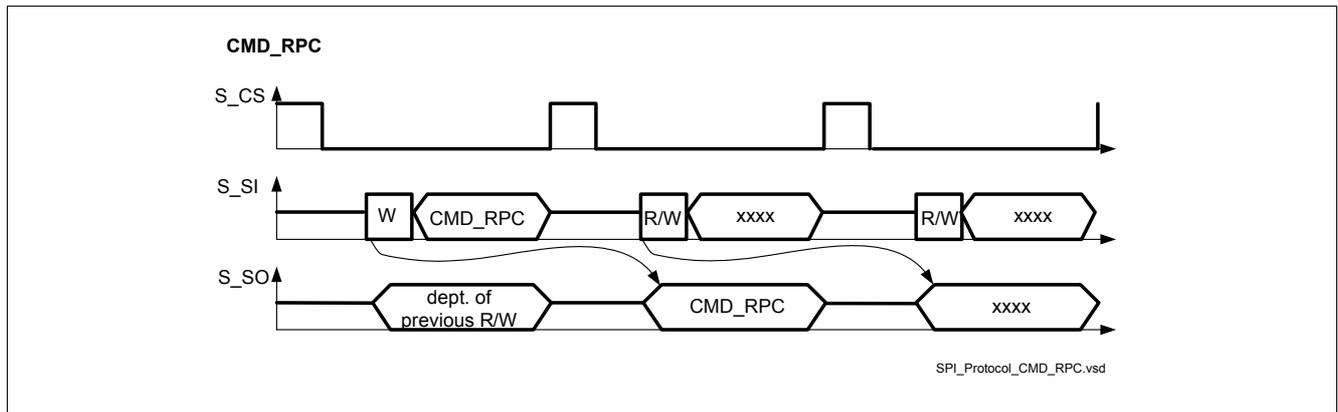 CMD_RPC
S_CS
S_SI
W
CMD_RPC
R/W
xxxx
R/W
xxxx
S_SO
dept. of
previous R/W
CMD_RPC
xxxx
SPI_Protocol_CMD_RPC.vsd